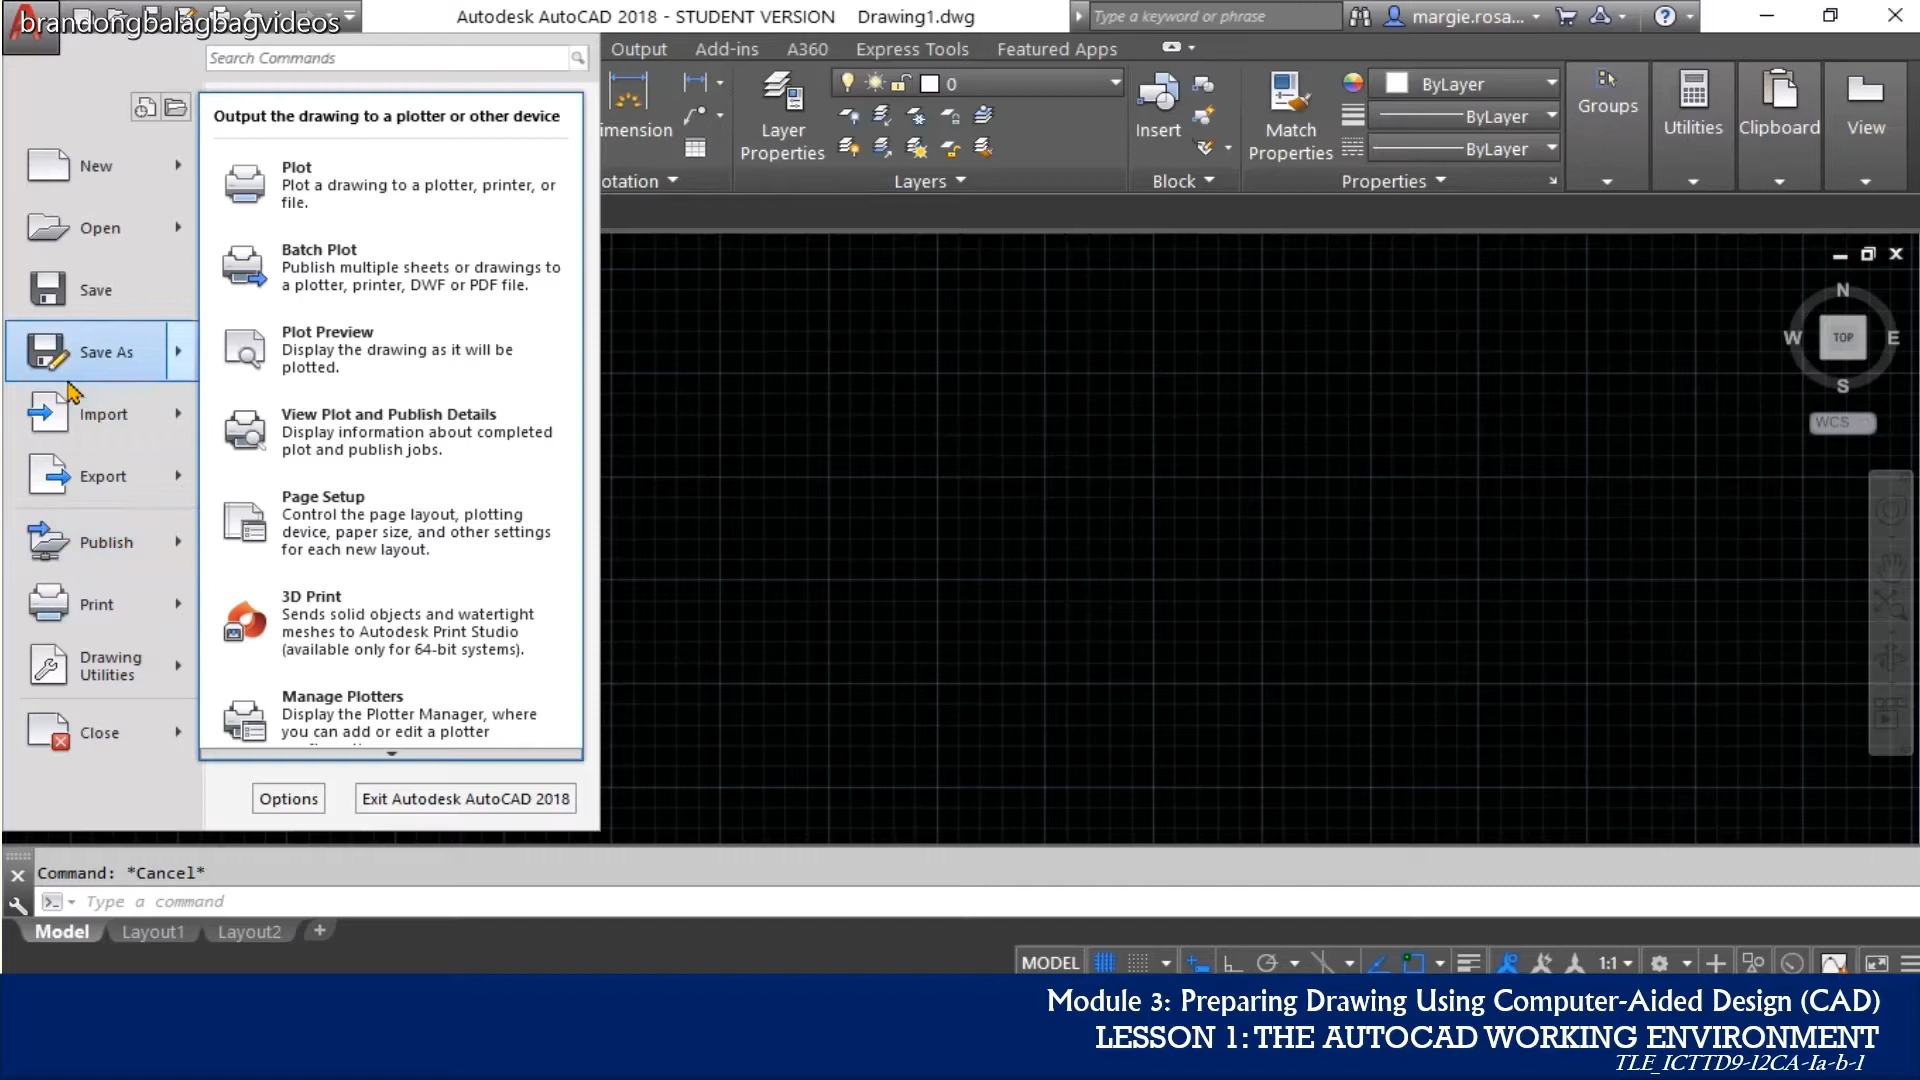 brandongbalagbagvideos
Autodesk AutoCAD 2018 - STUDENT VERSION Drawing1.dwg
Type a keyword or phrase
margie.rosa...
Search Commands
Output Add-ins A360 Express Tools Featured Apps
Output the drawing to a plotter or other device
New
Open
Save
Save As
Import
Export
Publish
Print
Drawing
Utilities
Close
Plot
Plot a drawing to a plotter, printer, or
file.
Batch Plot
Publish multiple sheets or drawings to
a plotter, printer, DWF or PDF file.
Plot Preview
Display the drawing as it will be
plotted.
View Plot and Publish Details
Display information about completed
plot and publish jobs.
Page Setup
Control the page layout, plotting
device, paper size, and other settings
for each new layout.
3D Print
Sends solid objects and watertight
meshes to Autodesk Print Studio
(available only for 64-bit systems).
Manage Plotters
Display the Plotter Manager, where
you can add or edit a plotter
Options
Exit Autodesk AutoCAD 2018
imension
otation
Layer
Properties
0
Layers
Insert
Block
Match
Properties
ByLayer
ByLayer
ByLayer
Properties
Groups
Utilities
Clipboard
View
N
W TOP E
S
WCS
Command: *Cancel*
Type a command
Model Layout1 Layout2 +
MODEL
1:1
Module 3: Preparing Drawing Using Computer-Aided Design (CAD)
LESSON 1: THE AUTOCAD WORKING ENVIRONMENT
TLE_ICTTD9-12CA-Ia-b-1